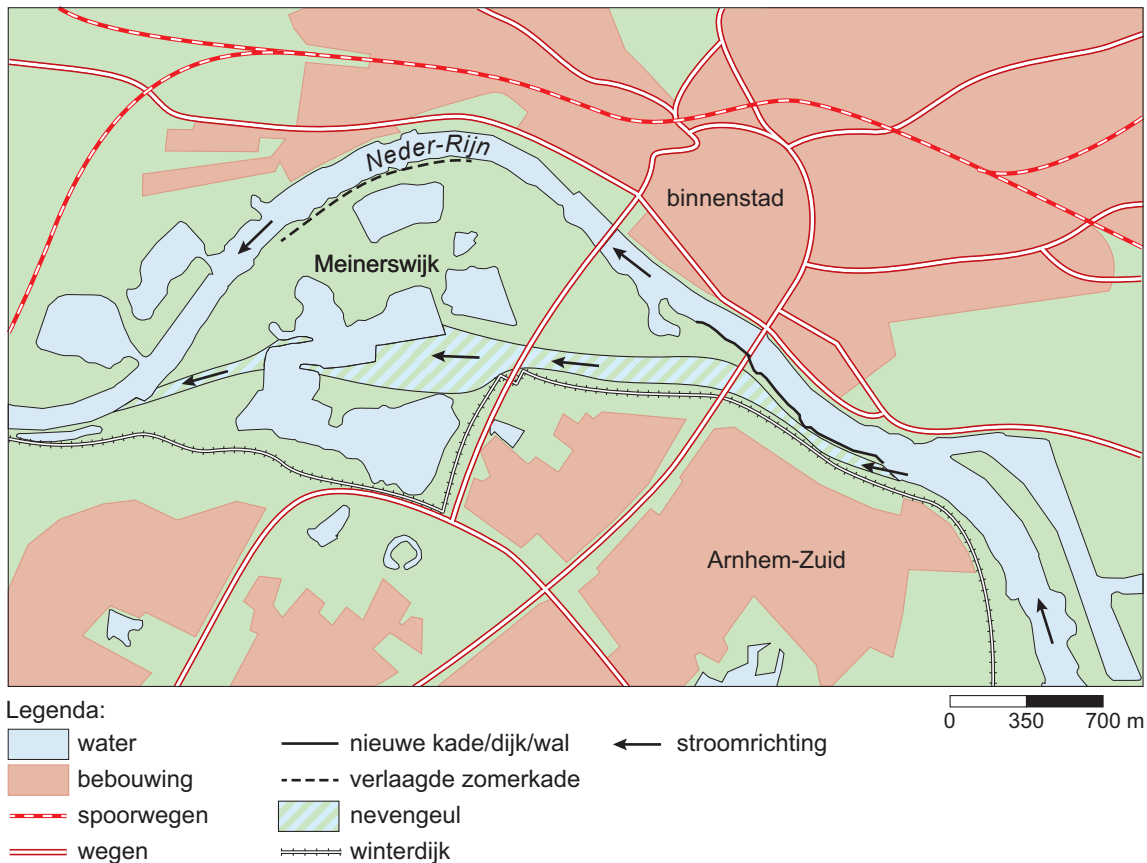 Neder-Rijn
binnenstad
Meinerswijk
Arnhem-Zuid
Legenda:
water
bebouwing
spoorwegen
wegen
nieuwe kade/dijk/wal
verlaagde zomerkade
nevengeul
winterdijk
stroomrichting
0 350 700 m